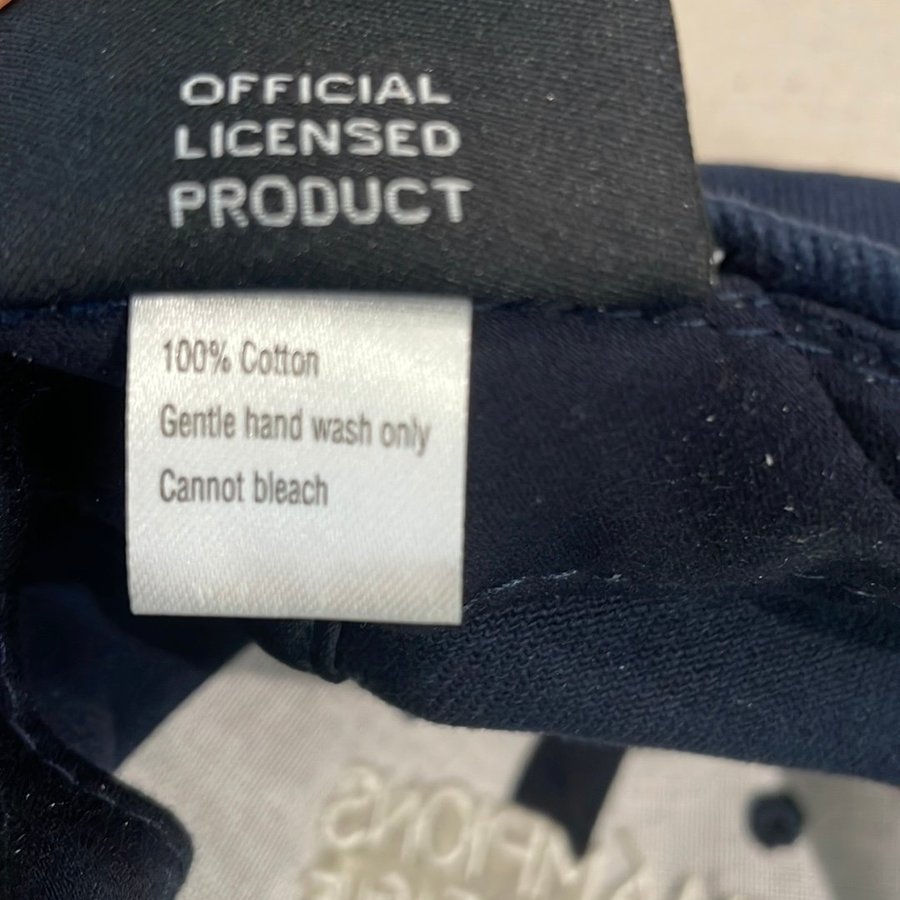 OFFICIAL
LICENSED
PRODUCT
100% Cotton
Gentle hand wash only
Cannot bleach